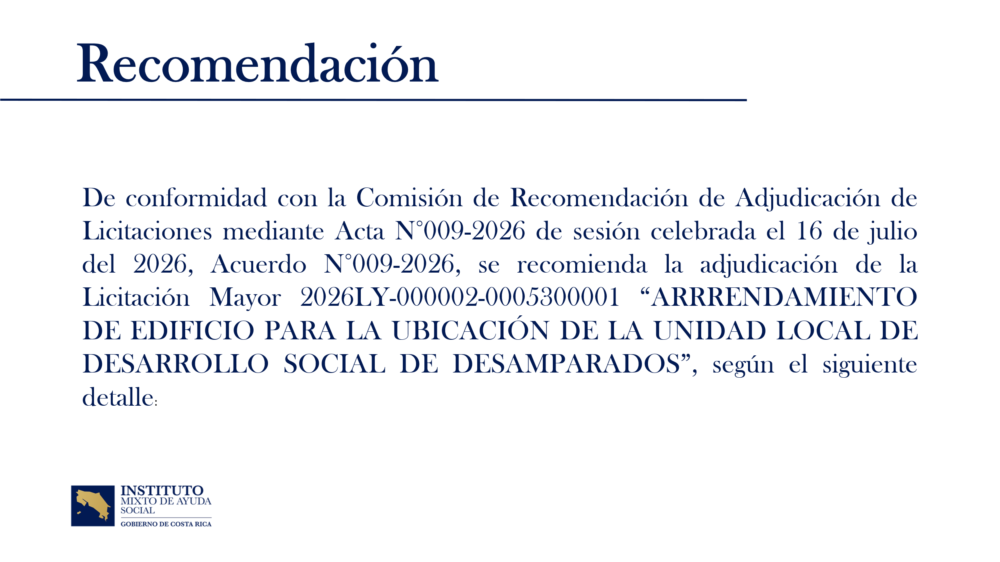 Recomendación
De conformidad con la Comisión de Recomendación de Adjudicación de
Licitaciones mediante Acta N°009-2026 de sesión celebrada el 16 de julio
del 2026, Acuerdo N°009-2026, se recomienda la adjudicación de la
Licitación Mayor 2026LY-000002-0005300001 “ARRRENDAMIENTO
DE EDIFICIO PARA LA UBICACIÓN DE LA UNIDAD LOCAL DE
DESARROLLO SOCIAL DE DESAMPARADOS”, según el siguiente
detalle:
INSTITUTO
MIXTO DE AYUDA
SOCIAL
GOBIERNO DE COSTA RICA